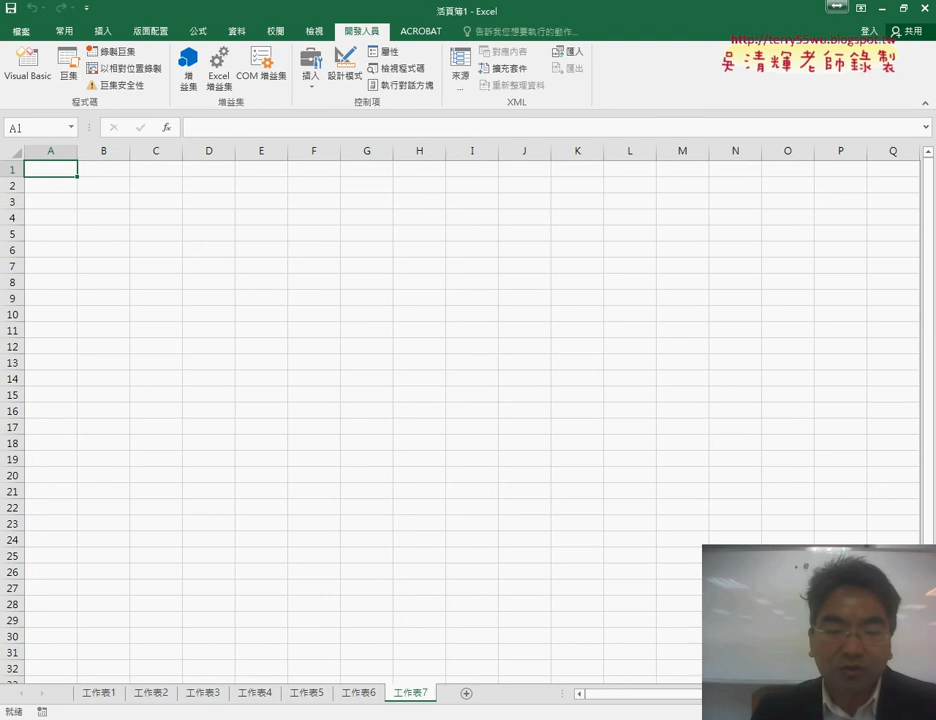 活頁簿1 - Excel
檔案 常用 插入 版面配置 公式 資料 校閱 檢視 開發人員 ACROBAT 告訴我您想要執行的動作... 登入 共用
http://terry55wu.blogspot.tw
吳清輝老師錄製
Visual Basic 巨集 錄製巨集 以相對位置錄製 巨集安全性
程式碼
增益集 Excel 增益集 COM 增益集
增益集
插入 設計模式 屬性 檢視程式碼 執行對話方塊
控制項
來源... 對應內容 擴充套件 重新整理資料 匯入 匯出
XML
A1 fx
A B C D E F G H I J K L M N O P Q
1
2
3
4
5
6
7
8
9
10
11
12
13
14
15
16
17
18
19
20
21
22
23
24
25
26
27
28
29
30
31
32
工作表1 工作表2 工作表3 工作表4 工作表5 工作表6 工作表7
就緒